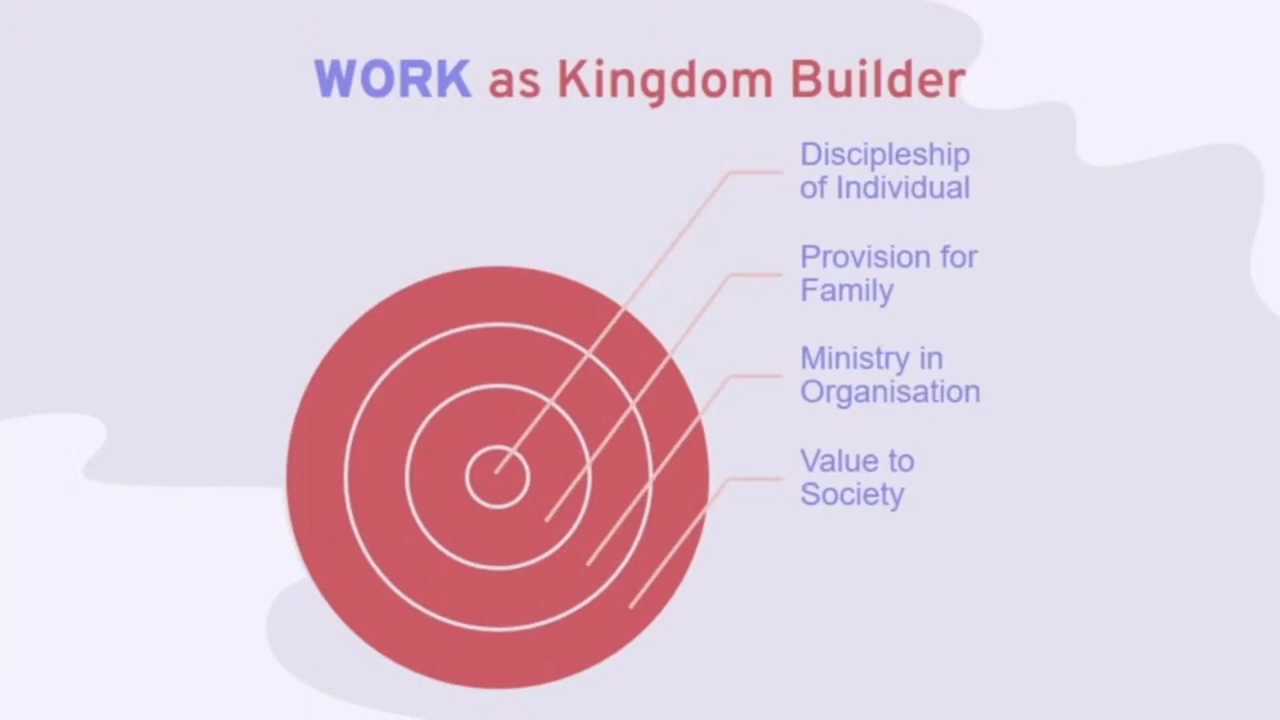 WORK as Kingdom Builder
Discipleship
of Individual
Provision for
Family
Ministry in
Organisation
Value to
Society